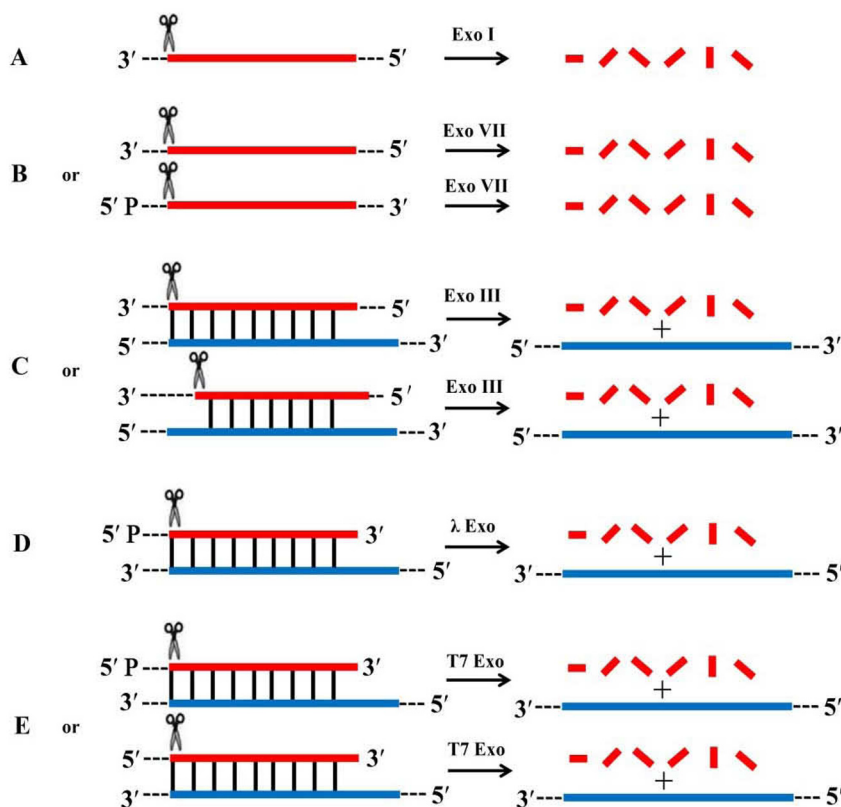 A 3′ 5′ Exo I
3′ 5′ Exo VII
B or
5′ P 3′ Exo VII
3′ 5′ Exo III +
5′ 3′ 5′ 3′
C or
3′ 5′ Exo III +
5′ 3′ 5′ 3′
D 5′ P 3′ λ Exo +
3′ 5′ 3′ 5′
5′ P 3′ T7 Exo +
3′ 5′ 3′ 5′
E or
5′ 3′ T7 Exo +
3′ 5′ 3′ 5′